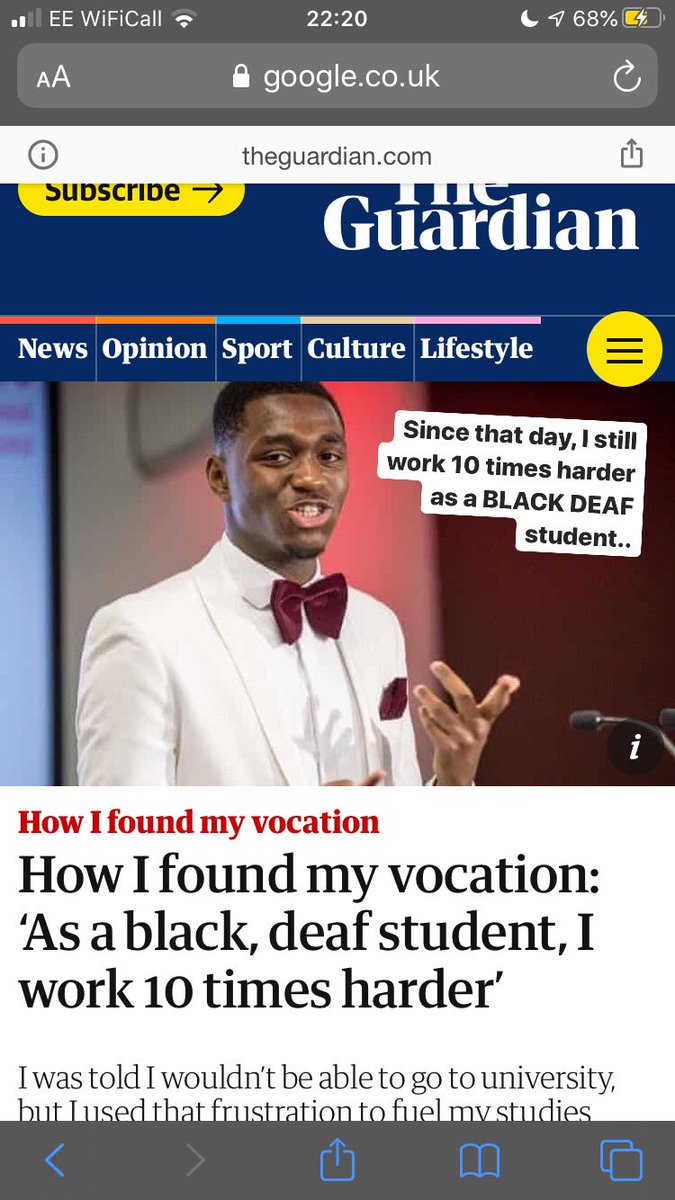 EE WiFiCall
22:20
68%
AA
google.co.uk
theguardian.com
Subscribe →
The
Guardian
News
Opinion
Sport
Culture
Lifestyle
Since that day, I still
work 10 times harder
as a BLACK DEAF
student..
i
How I found my vocation
How I found my vocation:
‘As a black, deaf student, I
work 10 times harder’
I was told I wouldn’t be able to go to university,
but I used that frustration to fuel my studies